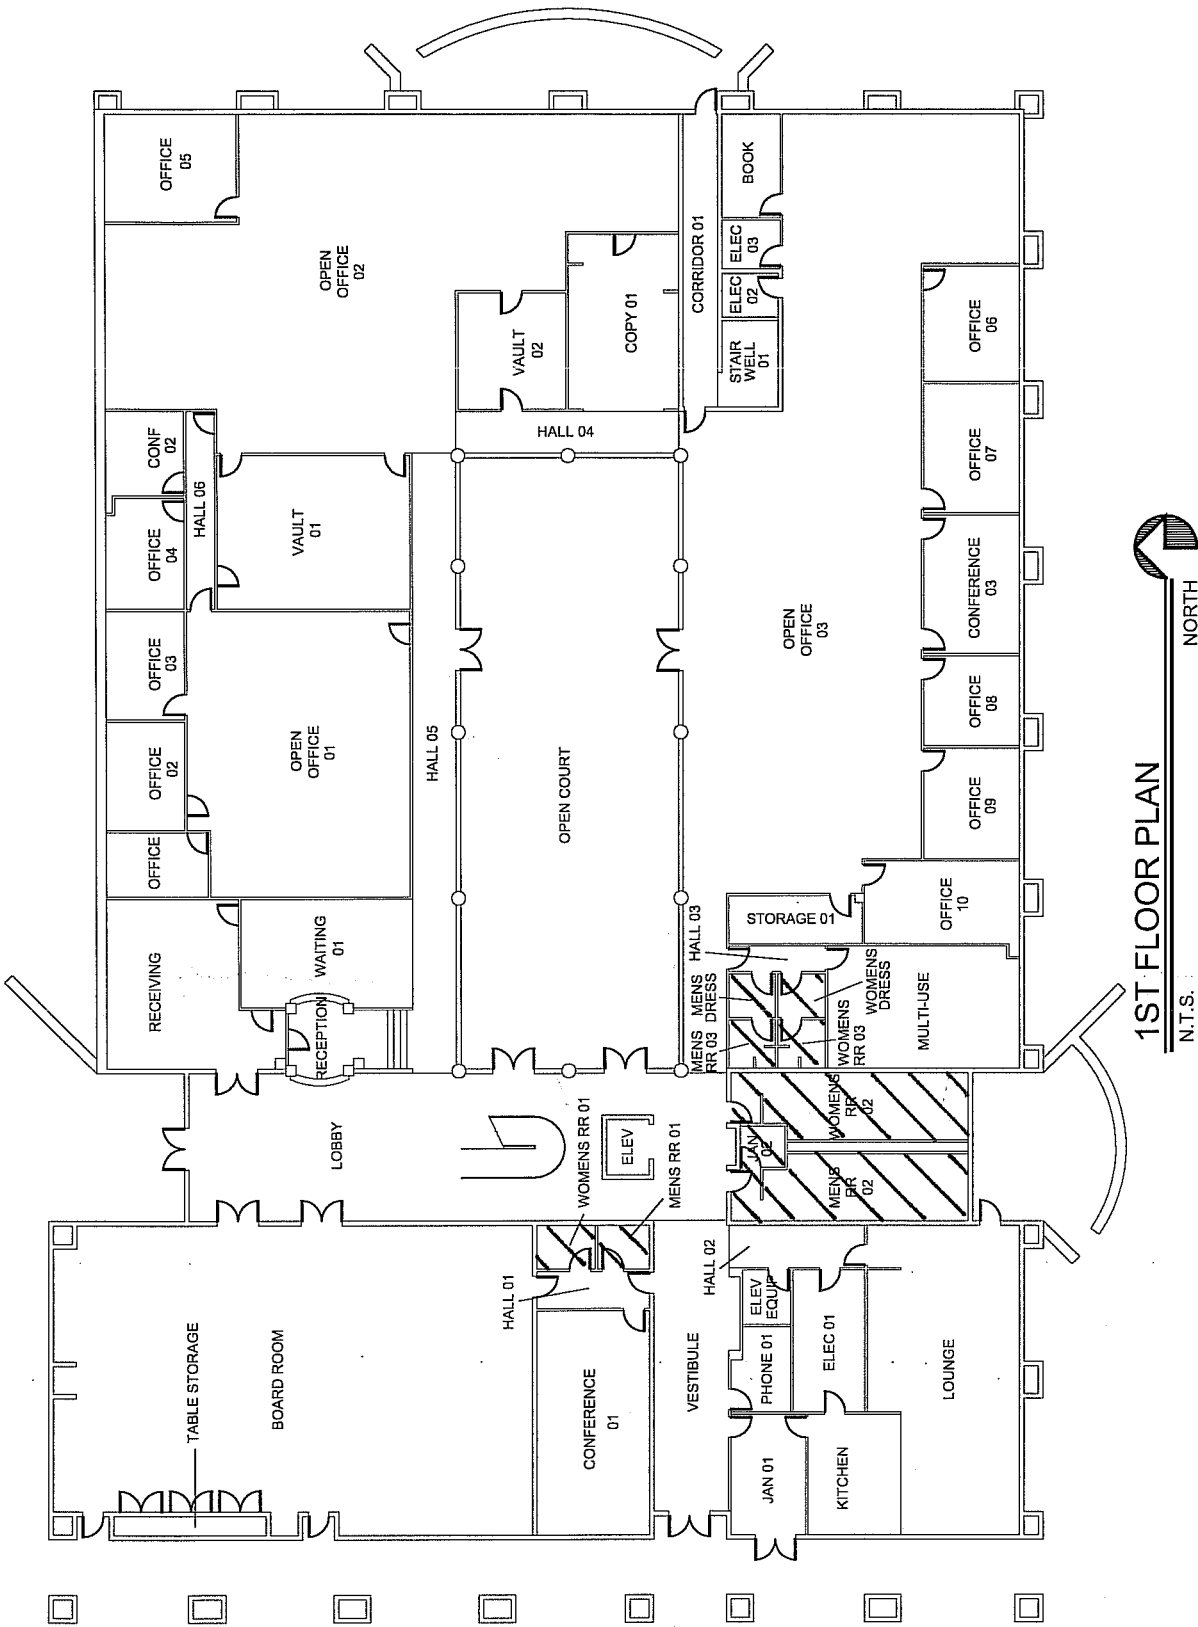 OFFICE
05
OPEN
OFFICE
02
BOOK
CORRIDOR 01
ELEC
03
ELEC
02
STAIR
WELL
01
COPY 01
VAULT
02
HALL 04
CONF
02
HALL 06
OFFICE
04
VAULT
01
OFFICE
06
OFFICE
07
OFFICE
03
OFFICE
02
OFFICE
OPEN
OFFICE
01
HALL 05
OPEN COURT
OPEN
OFFICE
03
CONFERENCE
03
OFFICE
08
OFFICE
09
OFFICE
10
STORAGE 01
HALL 03
RECEIVING
WAITING
01
RECEPTION
MENS
DRESS
WOMENS
DRESS
MENS
RR 03
WOMENS
RR 03
MULTI-USE
LOBBY
ELEV
WOMENS RR 01
MENS RR 01
JAN
02
WOMENS
RR
02
MENS
RR
02
HALL 01
HALL 02
ELEV
EQUIP
TABLE STORAGE
BOARD ROOM
CONFERENCE
01
VESTIBULE
PHONE 01
ELEC 01
LOUNGE
JAN 01
KITCHEN
1ST FLOOR PLAN
N.T.S.
NORTH